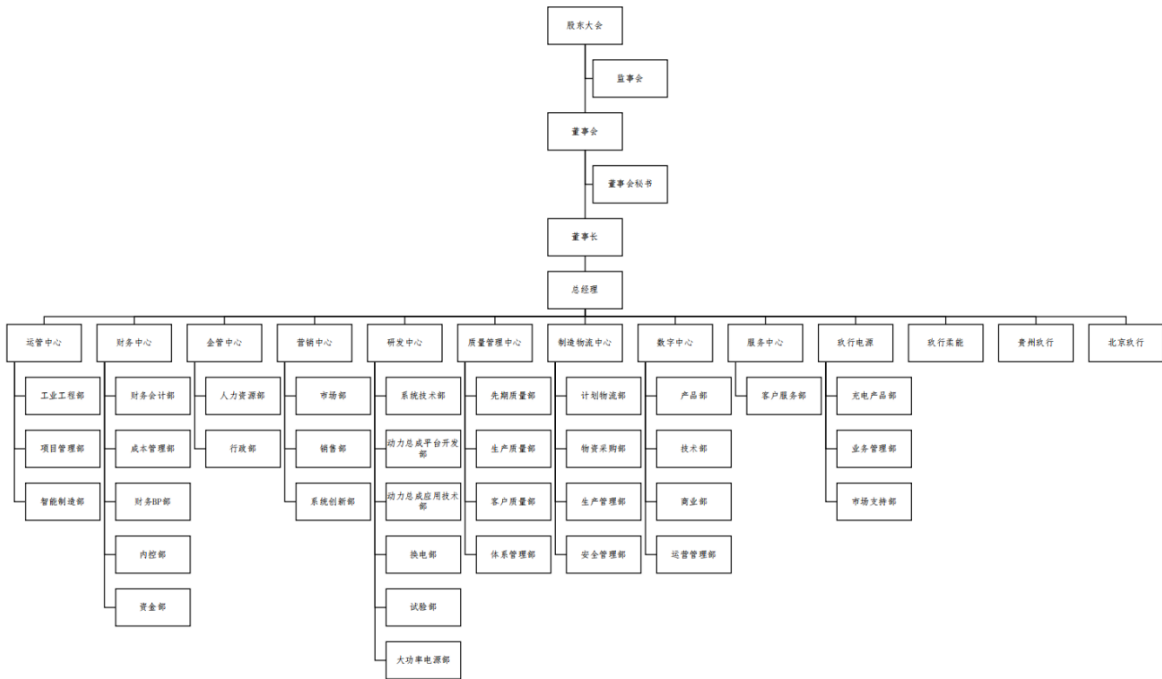 股东大会
监事会
董事会
董事会秘书
董事长
总经理
运管中心
财务中心
企管中心
营销中心
研发中心
质量管理中心
制造物流中心
数字中心
服务中心
玖行电源
玖行柔能
贵州玖行
北京玖行
工业工程部
财务会计部
人力资源部
市场部
系统技术部
先期质量部
计划物流部
产品部
客户服务部
充电产品部
项目管理部
成本管理部
行政部
销售部
动力总成平台开发
部
生产质量部
物资采购部
技术部
业务管理部
智能制造部
财务BP部
系统创新部
动力总成应用技术
部
客户质量部
生产管理部
商业部
市场支持部
内控部
换电部
体系管理部
安全管理部
运营管理部
资金部
试验部
大功率电源部